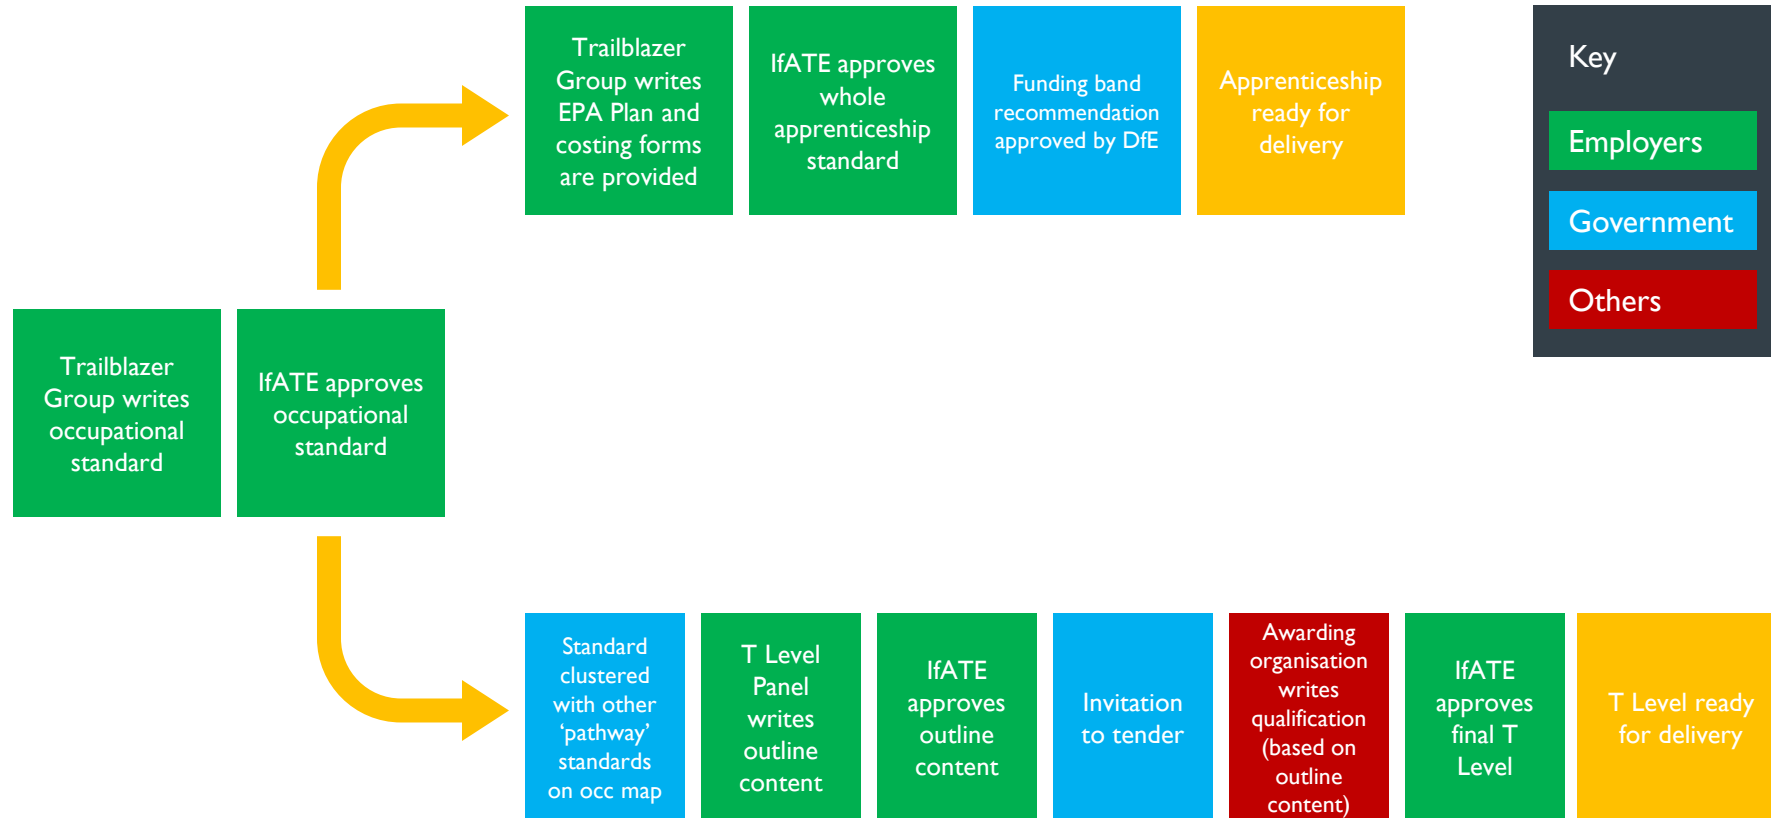 Trailblazer
Group writes
EPA Plan and
costing forms
are provided
IfATE approves
whole
apprenticeship
standard
Funding band
recommendation
approved by DfE
Apprenticeship
ready for
delivery
Key
Employers
Government
Others
Trailblazer
Group writes
occupational
standard
IfATE approves
occupational
standard
Standard
clustered
with other
‘pathway’
standards
on occ map
T Level
Panel
writes
outline
content
IfATE
approves
outline
content
Invitation
to tender
Awarding
organisation
writes
qualification
(based on
outline
content)
IfATE
approves
final T
Level
T Level ready
for delivery